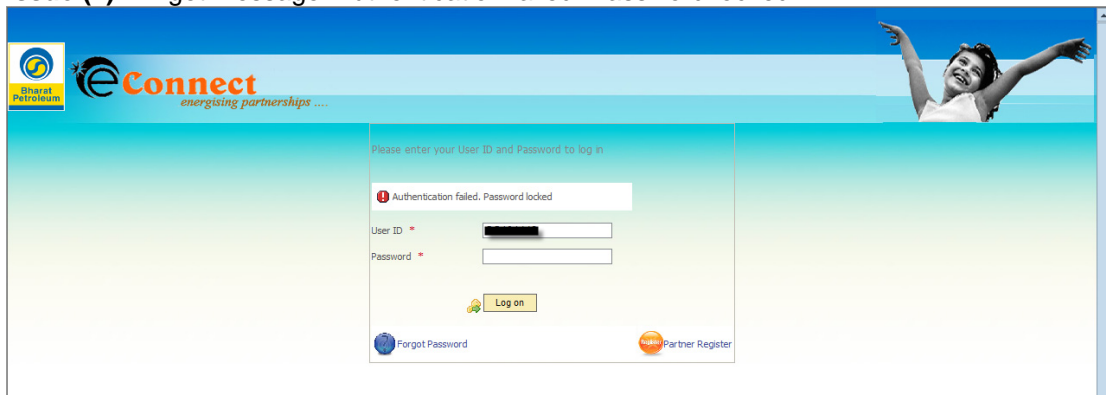 Bharat
Petroleum
eConnect
energising partnerships ....
Please enter your User ID and Password to log in
Authentication failed. Password locked
User ID *
Password *
Log on
Forgot Password
Partner Register